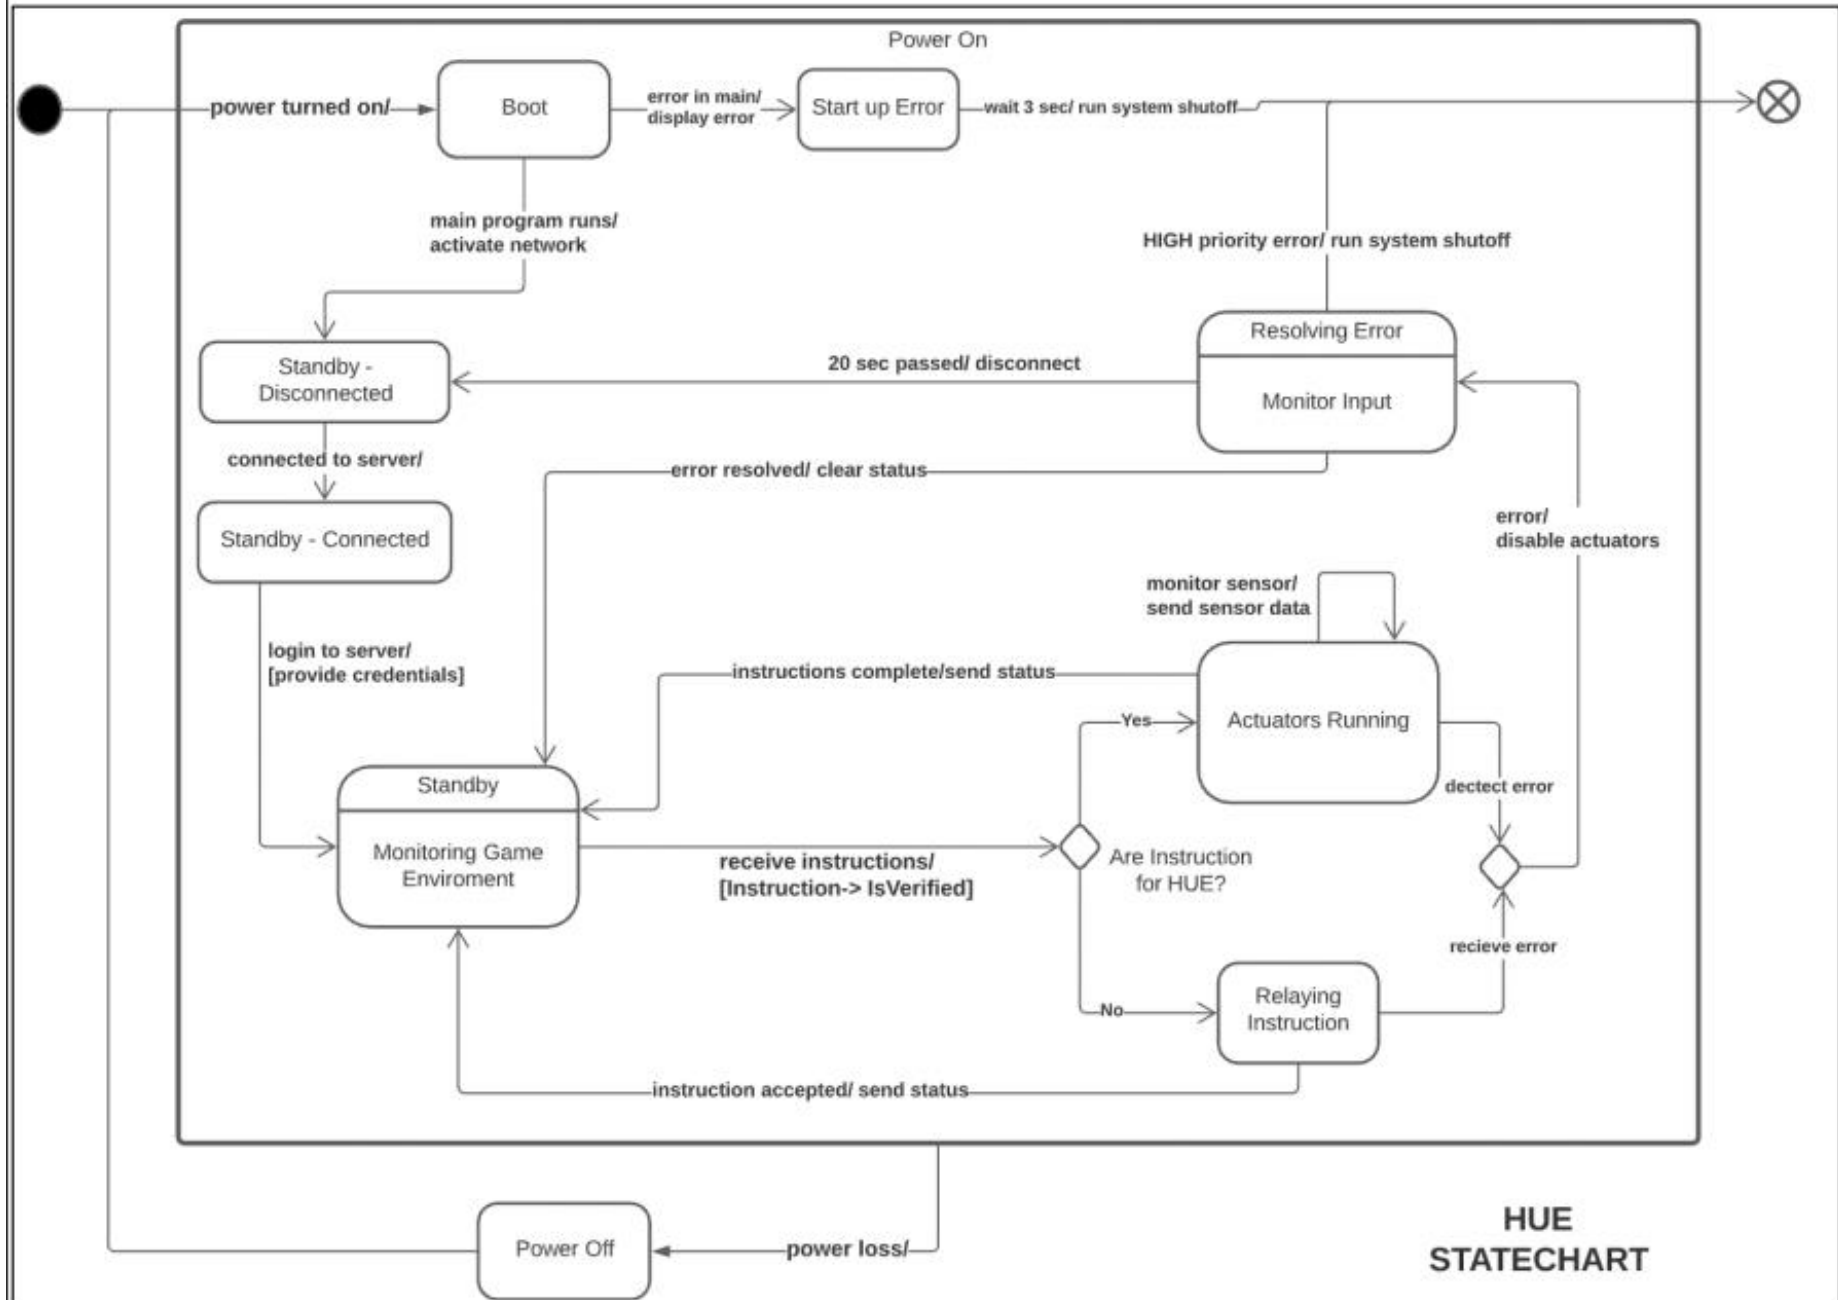 Power On
power turned on/
Boot
error in main/
display error
Start up Error
wait 3 sec/ run system shutoff
main program runs/
activate network
HIGH priority error/ run system shutoff
Resolving Error
Monitor Input
20 sec passed/ disconnect
Standby -
Disconnected
connected to server/
error resolved/ clear status
Standby - Connected
error/
disable actuators
monitor sensor/
send sensor data
login to server/
[provide credentials]
instructions complete/send status
Yes
Actuators Running
dectect error
Standby
Monitoring Game
Enviroment
receive instructions/
[Instruction-> IsVerified]
Are Instruction
for HUE?
recieve error
No
Relaying
Instruction
instruction accepted/ send status
Power Off
power loss/
HUE
STATECHART